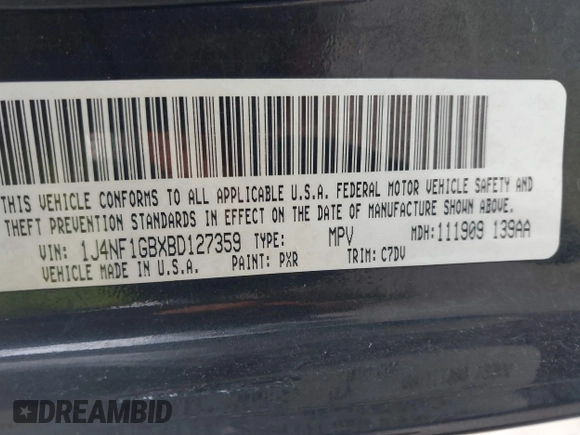 THIS VEHICLE CONFORMS TO ALL APPLICABLE U.S.A. FEDERAL MOTOR VEHICLE SAFETY AND
THEFT PREVENTION STANDARDS IN EFFECT ON THE DATE OF MANUFACTURE SHOWN ABOVE.
VIN: 1J4NF1GBXBD127359 TYPE: MPV MDH: 111909 139AA
VEHICLE MADE IN U.S.A. PAINT: PXR TRIM: C7DV
DREAMBID